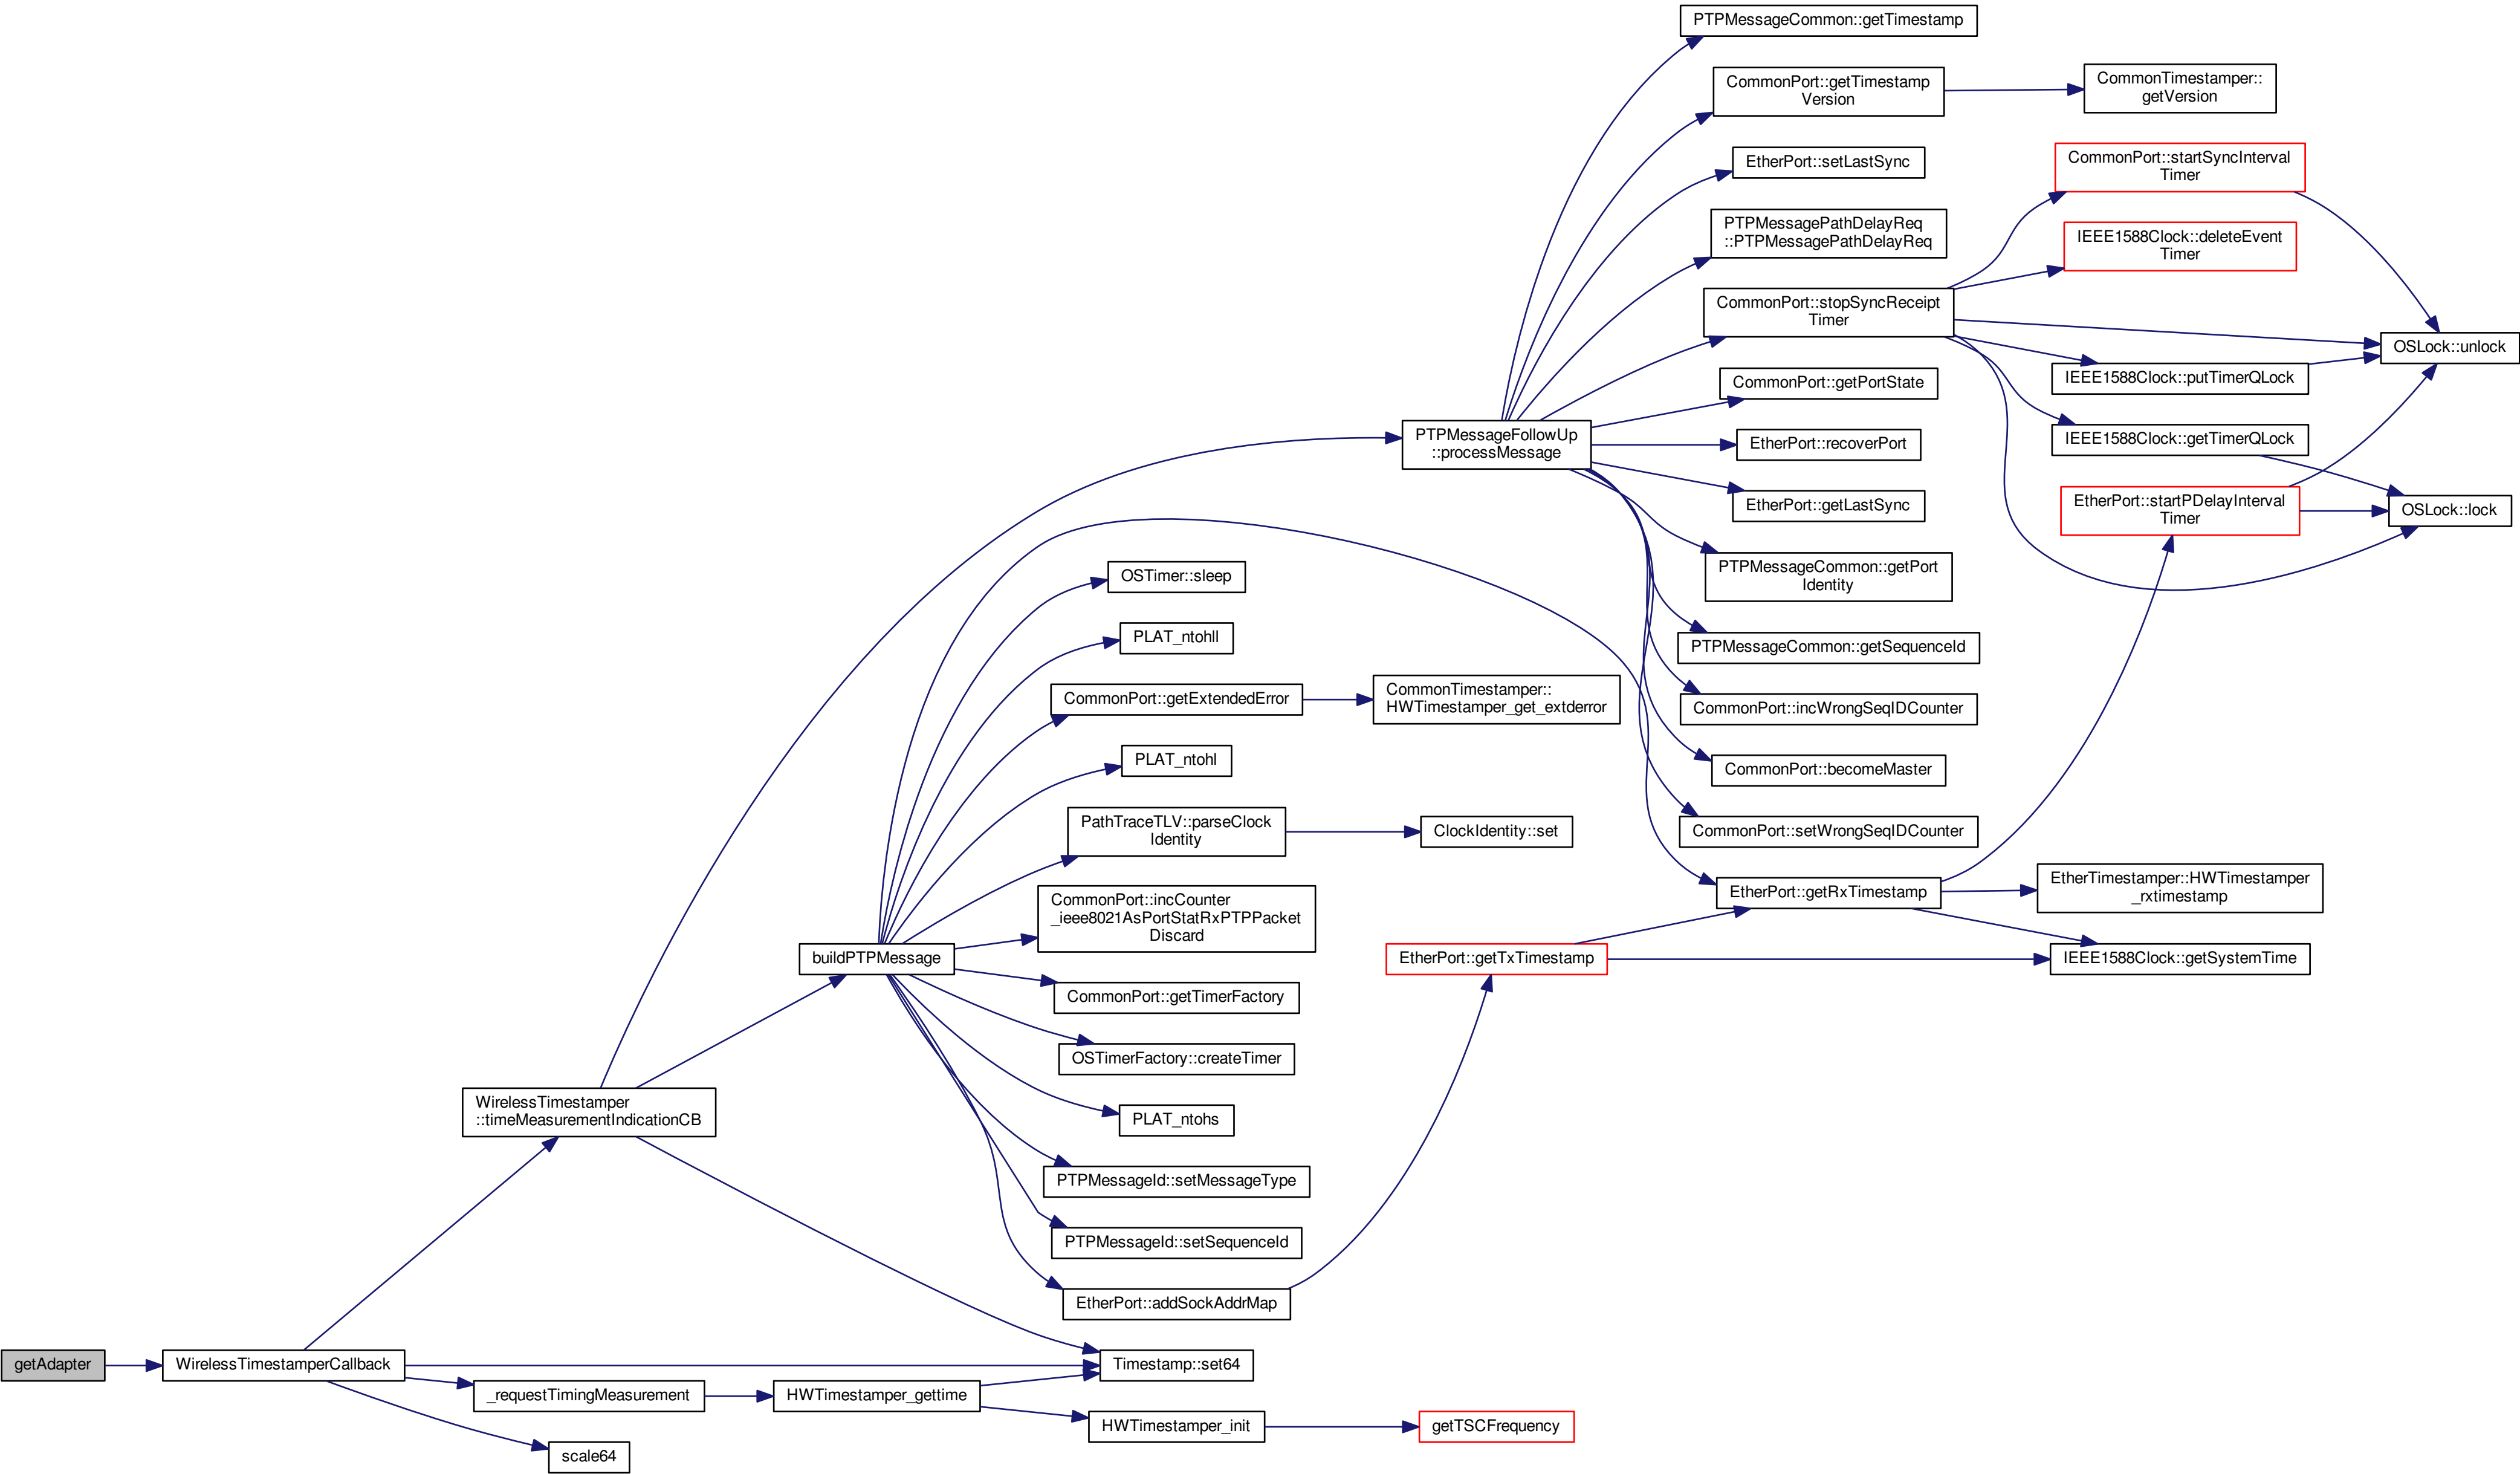 PTPMessageCommon::getTimestamp
CommonPort::getTimestamp
Version
CommonTimestamper::
getVersion
EtherPort::setLastSync
CommonPort::startSyncInterval
Timer
PTPMessagePathDelayReq
::PTPMessagePathDelayReq
IEEE1588Clock::deleteEvent
Timer
CommonPort::stopSyncReceipt
Timer
OSLock::unlock
CommonPort::getPortState
IEEE1588Clock::putTimerQLock
PTPMessageFollowUp
::processMessage
EtherPort::recoverPort
IEEE1588Clock::getTimerQLock
EtherPort::getLastSync
EtherPort::startPDelayInterval
Timer
OSLock::lock
OSTimer::sleep
PTPMessageCommon::getPort
Identity
PLAT_ntohll
PTPMessageCommon::getSequenceId
CommonPort::getExtendedError
CommonTimestamper::
HWTimestamper_get_extderror
CommonPort::incWrongSeqIDCounter
PLAT_ntohl
CommonPort::becomeMaster
PathTraceTLV::parseClock
Identity
ClockIdentity::set
CommonPort::setWrongSeqIDCounter
CommonPort::incCounter
_ieee8021AsPortStatRxPTPPacket
Discard
EtherPort::getRxTimestamp
EtherTimestamper::HWTimestamper
_rxtimestamp
buildPTPMessage
EtherPort::getTxTimestamp
IEEE1588Clock::getSystemTime
CommonPort::getTimerFactory
OSTimerFactory::createTimer
WirelessTimestamper
::timeMeasurementIndicationCB
PLAT_ntohs
PTPMessageId::setMessageType
PTPMessageId::setSequenceId
EtherPort::addSockAddrMap
getAdapter
WirelessTimestamperCallback
Timestamp::set64
_requestTimingMeasurement
HWTimestamper_gettime
HWTimestamper_init
getTSCFrequency
scale64